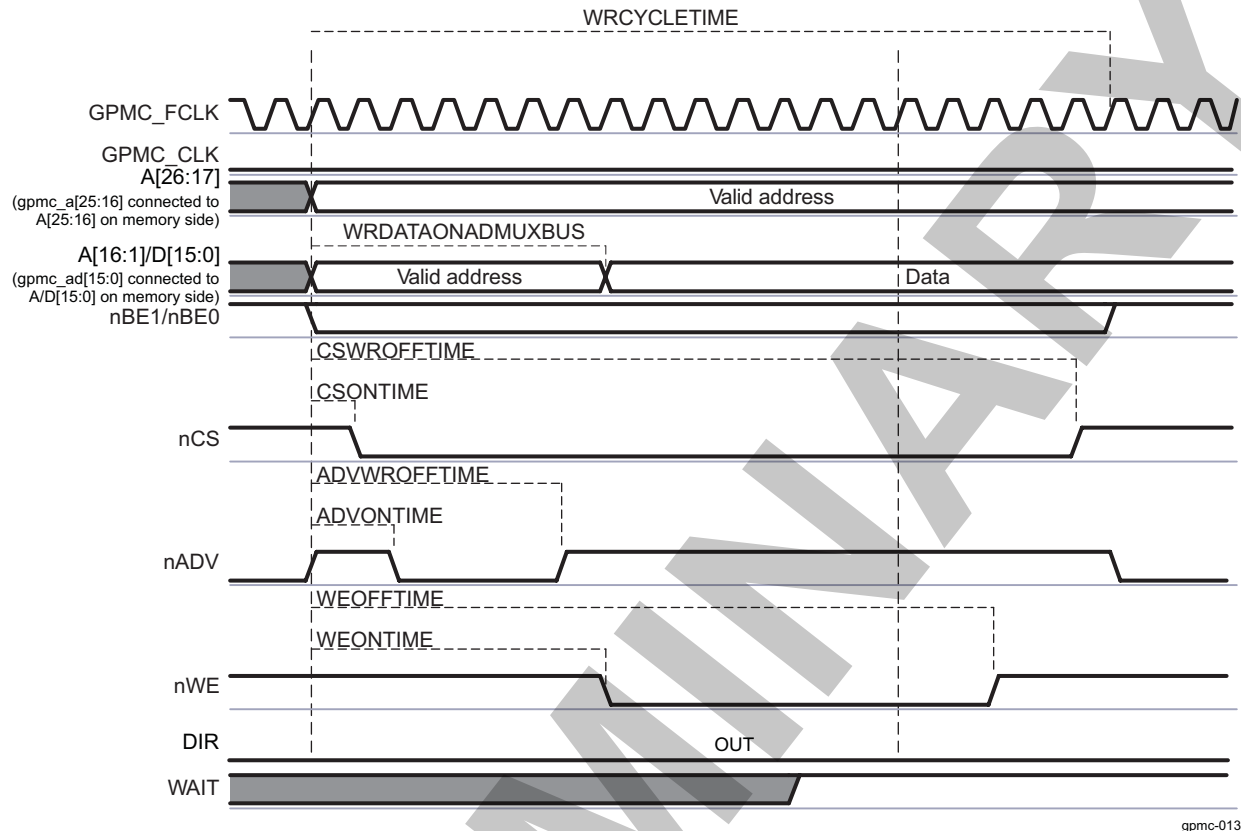 WRCYCLETIME
GPMC_FCLK
GPMC_CLK
A[26:17]
(gpmc_a[25:16] connected to
A[25:16] on memory side)
Valid address
WRDATAONADMUXBUS
A[16:1]/D[15:0]
(gpmc_ad[15:0] connected to
A/D[15:0] on memory side)
Valid address
Data
nBE1/nBE0
CSWROFFTIME
CSONTIME
nCS
ADVWROFFTIME
ADVONTIME
nADV
WEOFFTIME
WEONTIME
nWE
DIR
OUT
WAIT
gpmc-013
MINARY